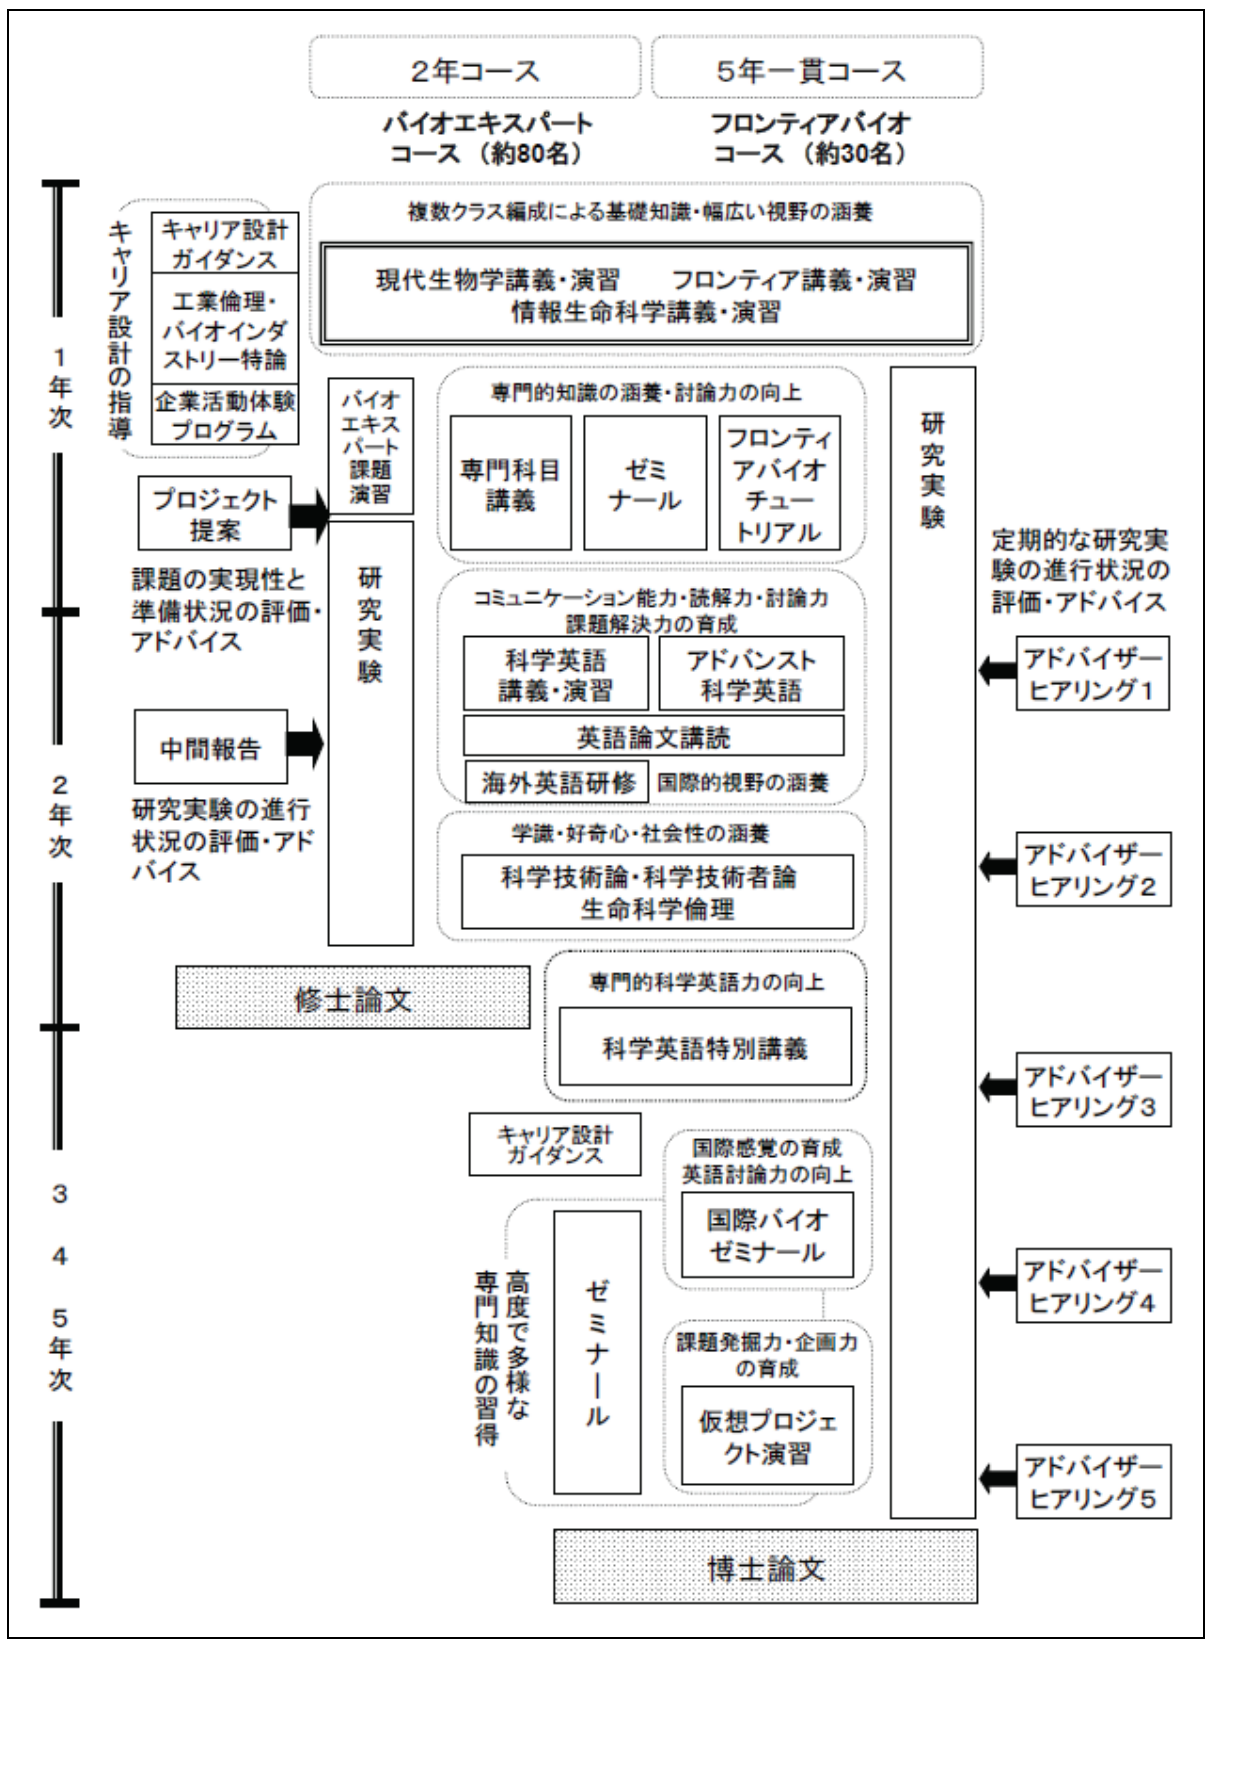 2年コース
5年一貫コース
バイオエキスパート
コース （約80名）
フロンティアバイオ
コース （約30名）
複数クラス編成による基礎知識・幅広い視野の涵養
現代生物学講義・演習　　フロンティア講義・演習
情報生命科学講義・演習
キャリア設計の指導
キャリア設計
ガイダンス
工業倫理・
バイオインダ
ストリー特論
企業活動体験
プログラム
1年次
バイオ
エキス
パート
課題
演習
専門的知識の涵養・討論力の向上
専門科目
講義
ゼミ
ナール
フロンティ
アバイオ
チュー
トリアル
研究実験
プロジェクト
提案
課題の実現性と
準備状況の評価・
アドバイス
研究実験
コミュニケーション能力・読解力・討論力
課題解決力の育成
科学英語
講義・演習
アドバンスト
科学英語
英語論文講読
海外英語研修
国際的視野の涵養
定期的な研究実
験の進行状況の
評価・アドバイス
アドバイザー
ヒアリング1
中間報告
研究実験の進行
状況の評価・アド
バイス
2年次
学識・好奇心・社会性の涵養
科学技術論・科学技術者論
生命科学倫理
アドバイザー
ヒアリング2
修士論文
専門的科学英語力の向上
科学英語特別講義
アドバイザー
ヒアリング3
キャリア設計
ガイダンス
国際感覚の育成
英語討論力の向上
国際バイオ
ゼミナール
3
4
5年次
高度で多様な
専門知識の習得
ゼミナール
アドバイザー
ヒアリング4
課題発掘力・企画力
の育成
仮想プロジェ
クト演習
アドバイザー
ヒアリング5
博士論文